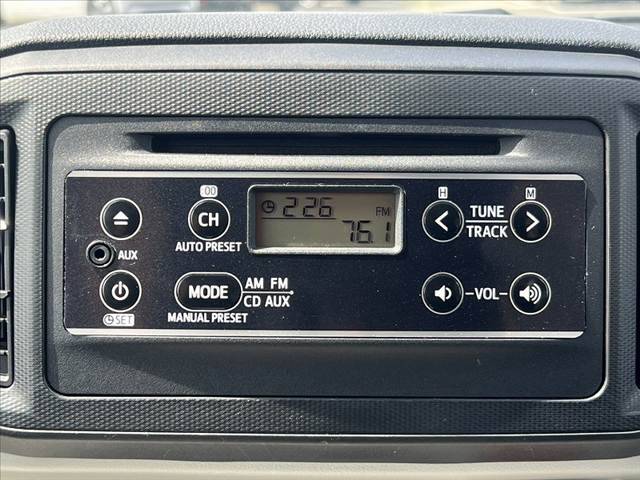 :00
H
M
CH
AUTO PRESET
2:26
FM
76.1
TUNE
TRACK
AUX
MODE
AM FM
CD AUX
VOL
SET
MANUAL PRESET